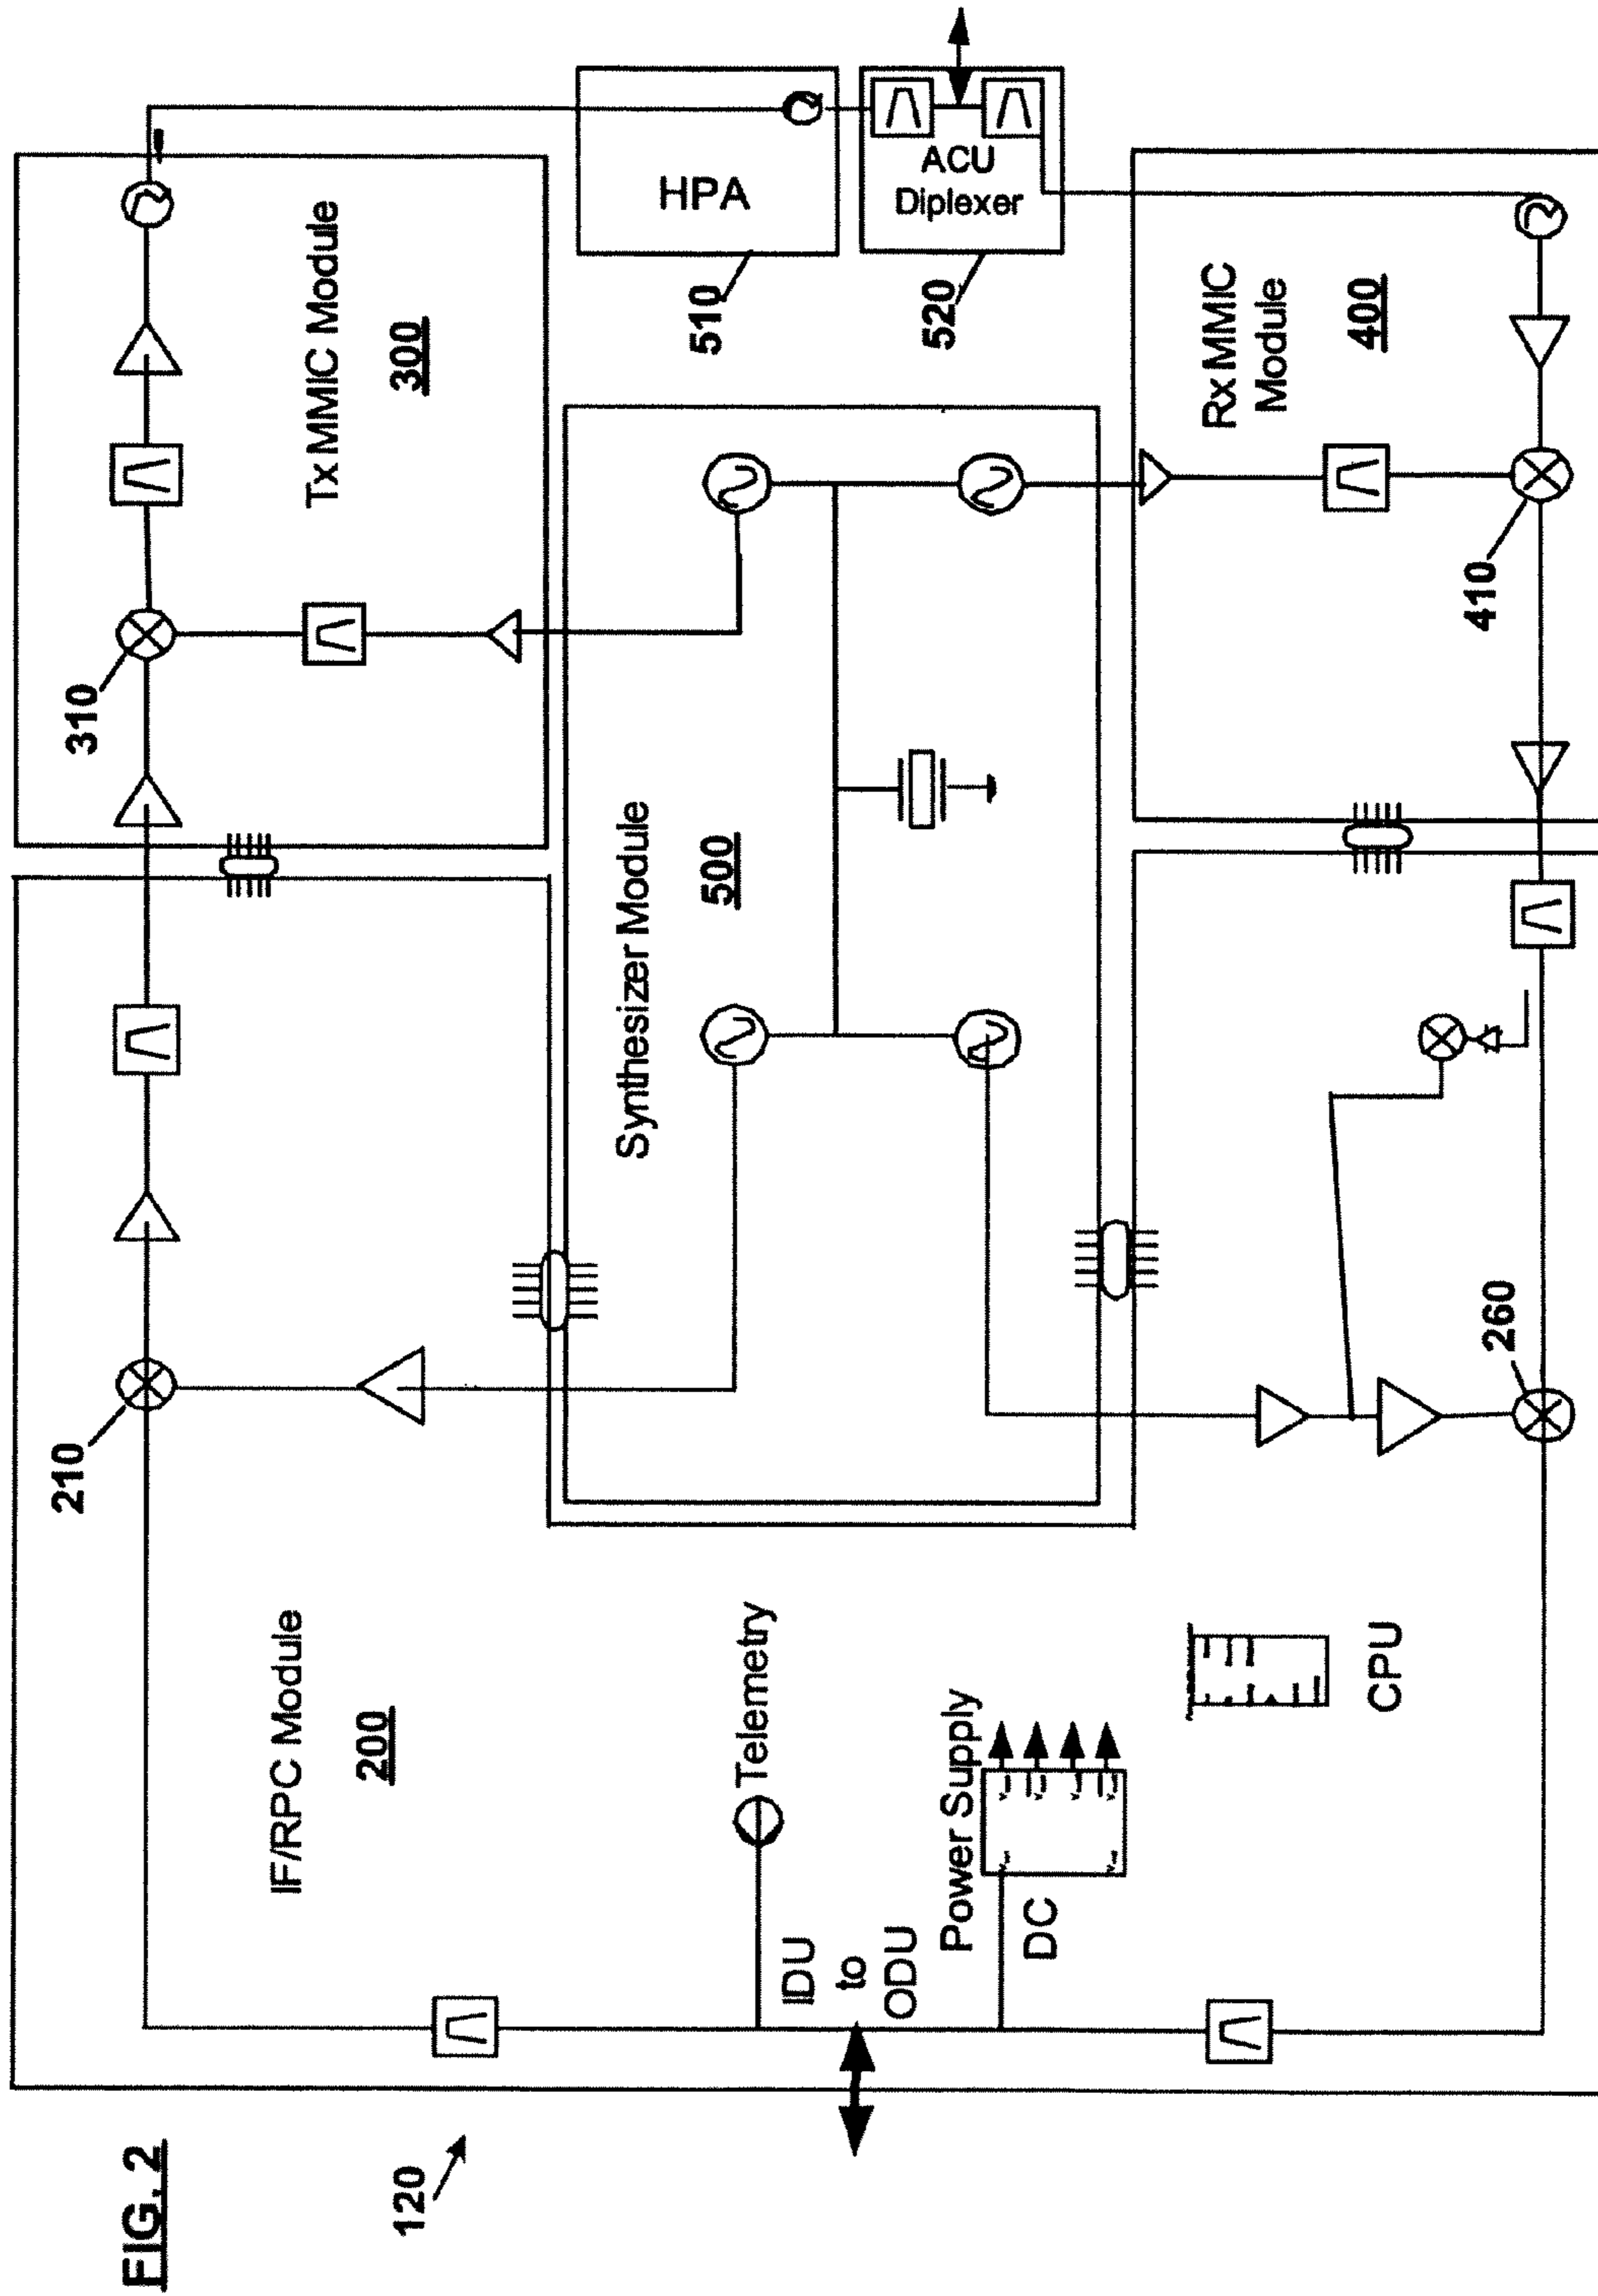 FIG. 2
120
IF/RPC Module
200
210
Telemetry
IDU
to
ODU
Power Supply
DC
CPU
260
Synthesizer Module
500
Tx MMIC Module
300
310
HPA
510
ACU
Diplexer
520
Rx MMIC
Module
400
410